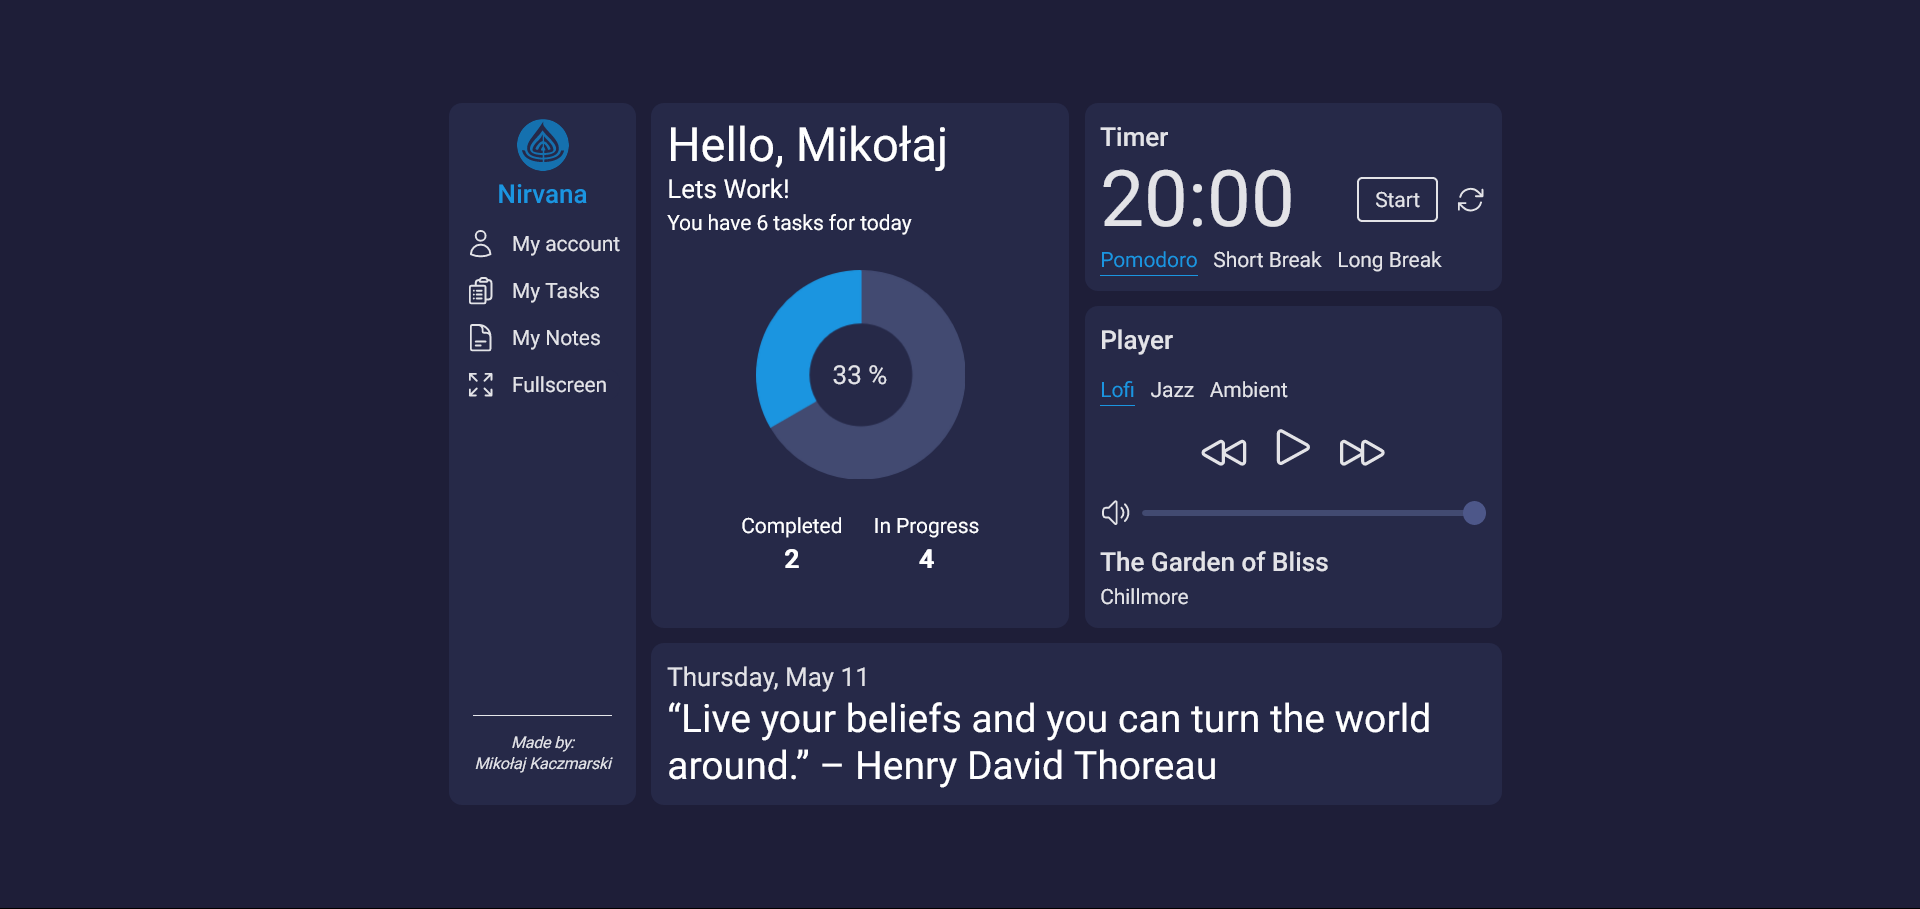 Nirvana
My account
My Tasks
My Notes
Fullscreen
Made by:
Mikołaj Kaczmarski
Hello, Mikołaj
Lets Work!
You have 6 tasks for today
33 %
Completed
2
In Progress
4
Timer
20:00
Start
Pomodoro Short Break Long Break
Player
Lofi Jazz Ambient
The Garden of Bliss
Chillmore
Thursday, May 11
“Live your beliefs and you can turn the world
around.” – Henry David Thoreau